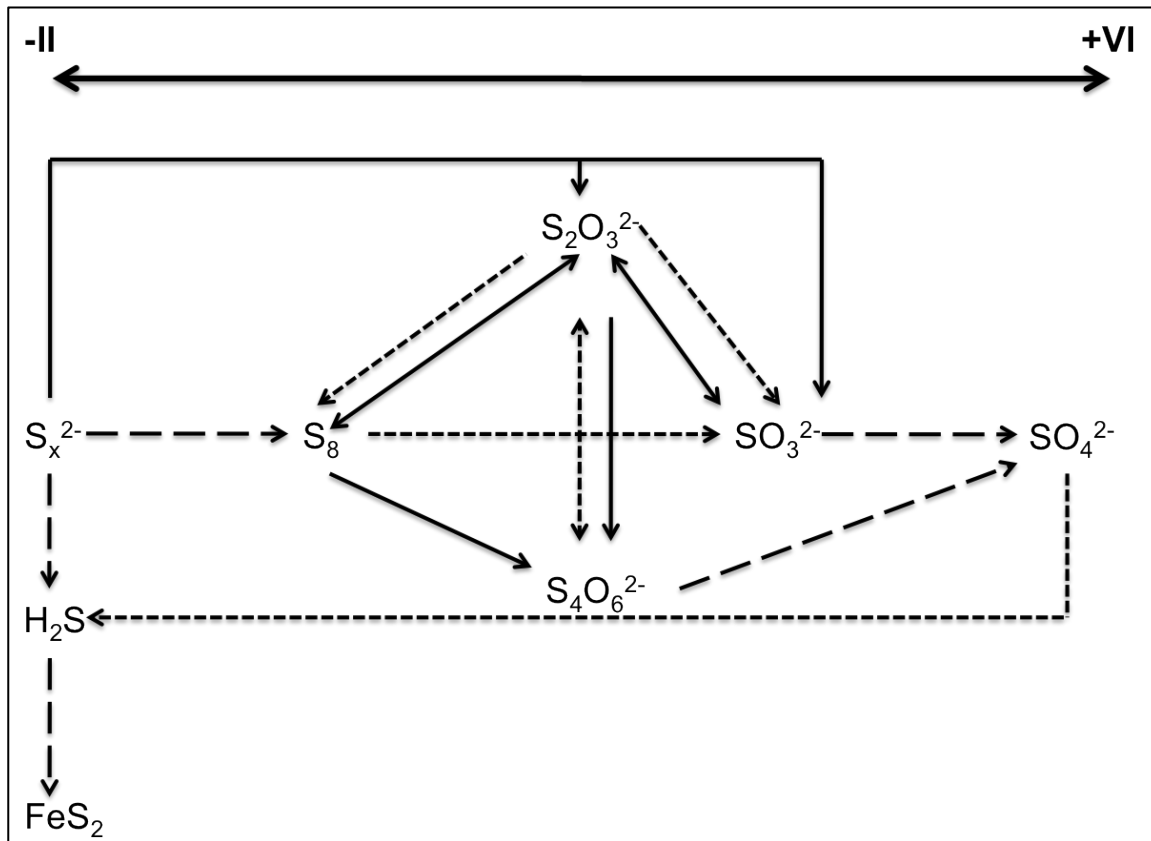 -II +VI
S₂O₃²⁻
Sₓ²⁻ S₈ SO₃²⁻ SO₄²⁻
S₄O₆²⁻
H₂S
FeS₂